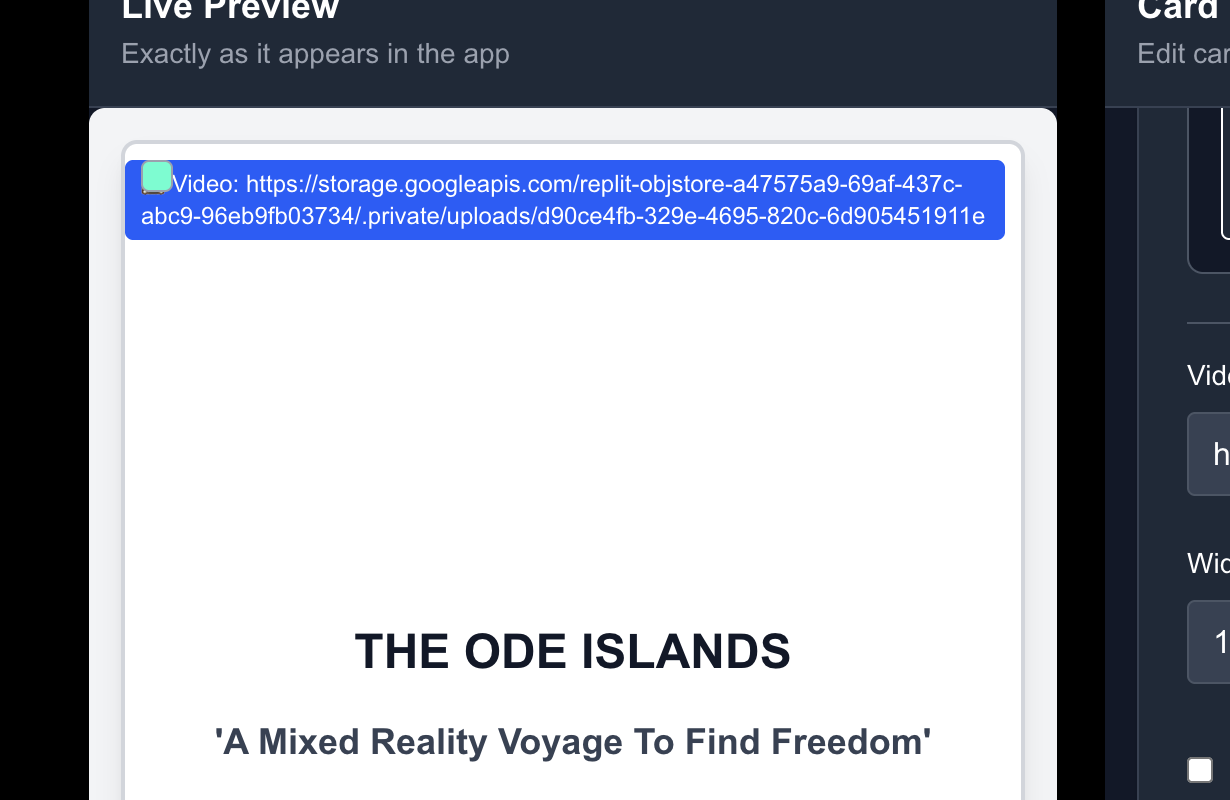 Live Preview
Exactly as it appears in the app
Card
Edit car
Video: https://storage.googleapis.com/replit-objstore-a47575a9-69af-437c-
abc9-96eb9fb03734/.private/uploads/d90ce4fb-329e-4695-820c-6d905451911e
THE ODE ISLANDS
'A Mixed Reality Voyage To Find Freedom'
Vide
h
Wid
1